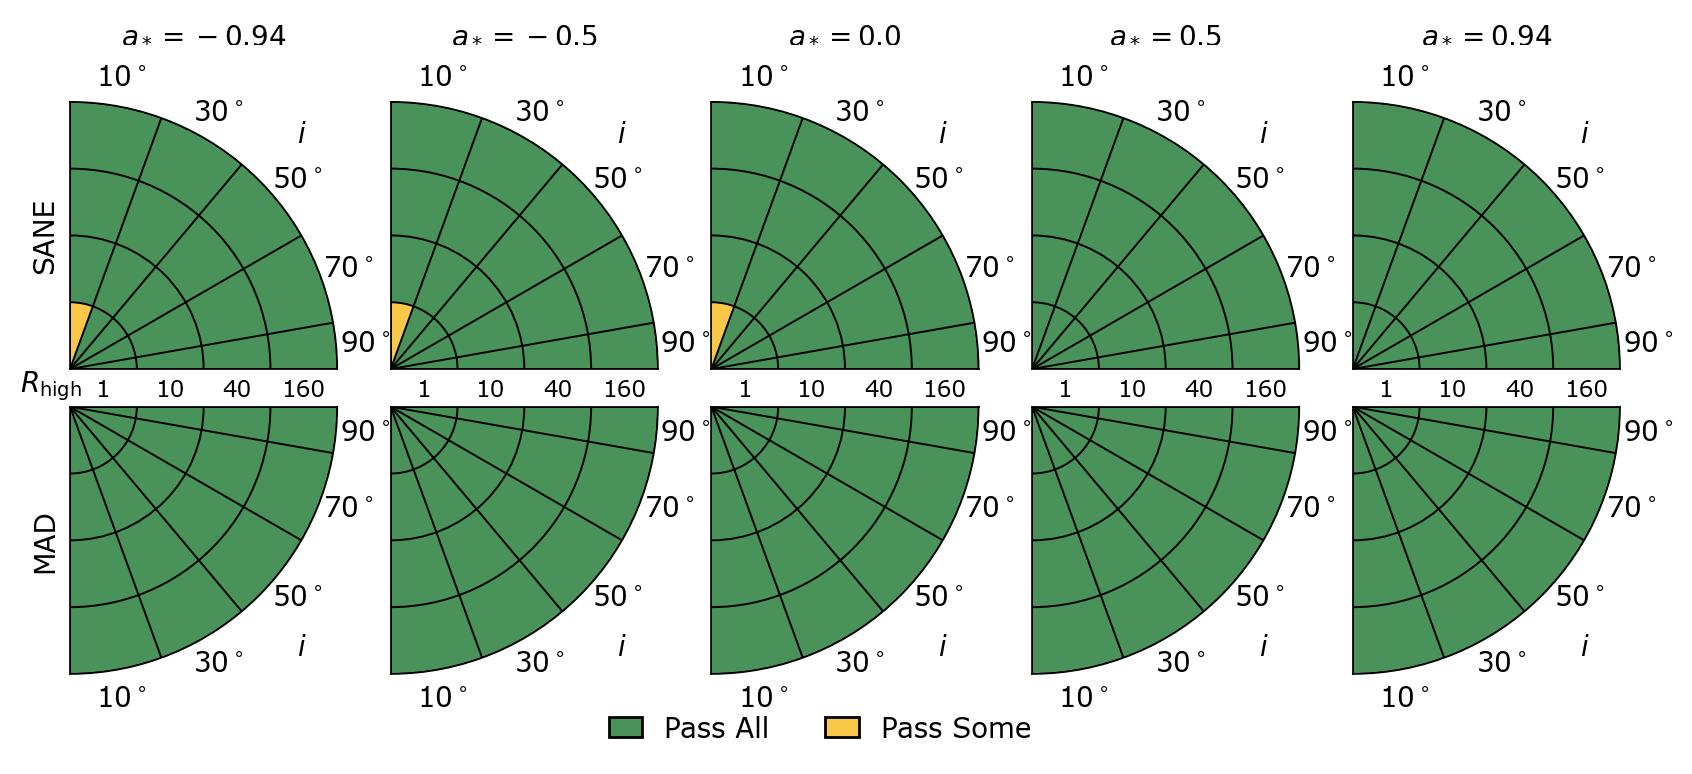 a* = −0.94 a* = −0.5 a* = 0.0 a* = 0.5 a* = 0.94
10° 10° 10° 10° 10°
30° 30° 30° 30° 30°
i i i i i
50° 50° 50° 50° 50°
SANE
70° 70° 70° 70° 70°
90° 90° 90° 90° 90°
R_high 1 10 40 160 1 10 40 160 1 10 40 160 1 10 40 160 1 10 40 160
90° 90° 90° 90° 90°
70° 70° 70° 70° 70°
MAD
50° 50° 50° 50° 50°
i i i i i
30° 30° 30° 30° 30°
10° 10° 10° 10° 10°
Pass All Pass Some